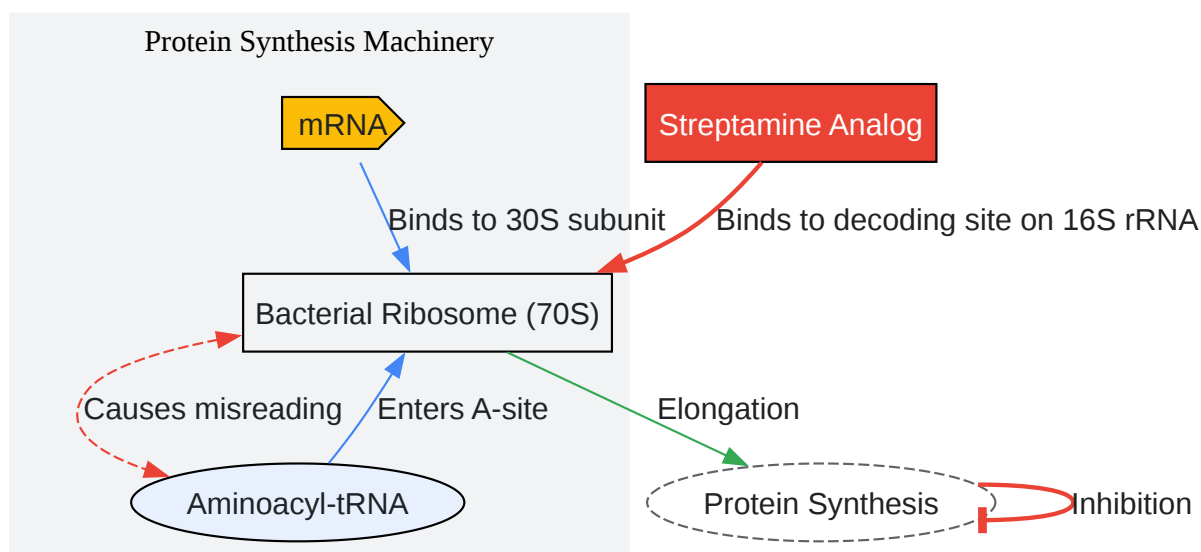 Protein Synthesis Machinery
mRNA
Streptamine Analog
Binds to 30S subunit
Binds to decoding site on 16S rRNA
Bacterial Ribosome (70S)
Causes misreading
Enters A-site
Elongation
Aminoacyl-tRNA
Protein Synthesis
Inhibition